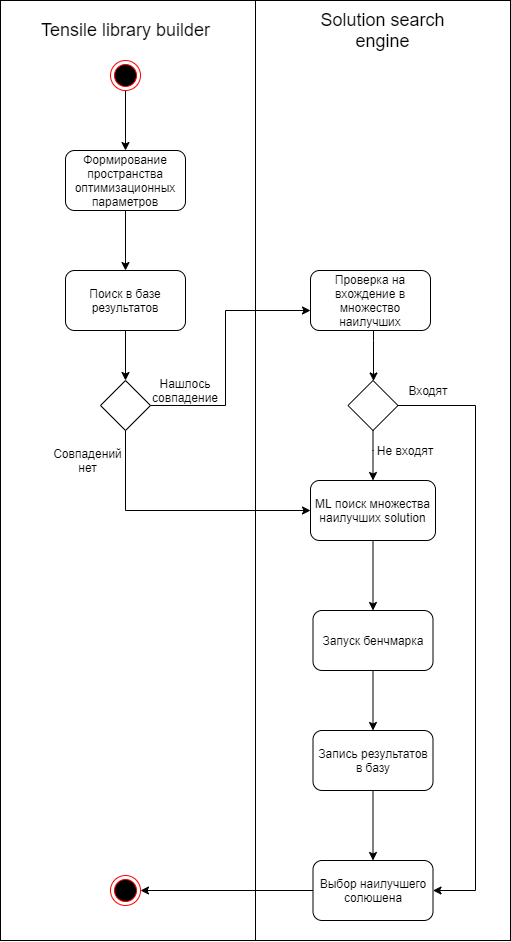 Tensile library builder
Solution search
engine
Формирование
пространства
оптимизационных
параметров
Поиск в базе
результатов
Проверка на
вхождение в
множество
наилучших
Нашлось
совпадение
Входят
Совпадений
нет
Не входят
ML поиск множества
наилучших solution
Запуск бенчмарка
Запись результатов
в базу
Выбор наилучшего
солюшена